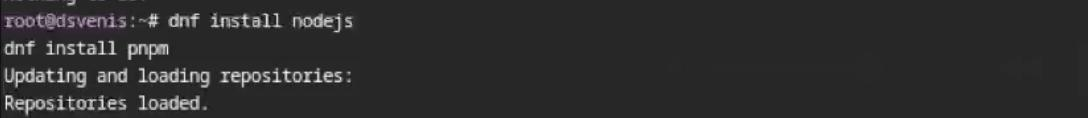 root@dsvenis:~# dnf install nodejs
dnf install pnpm
Updating and loading repositories:
Repositories loaded.